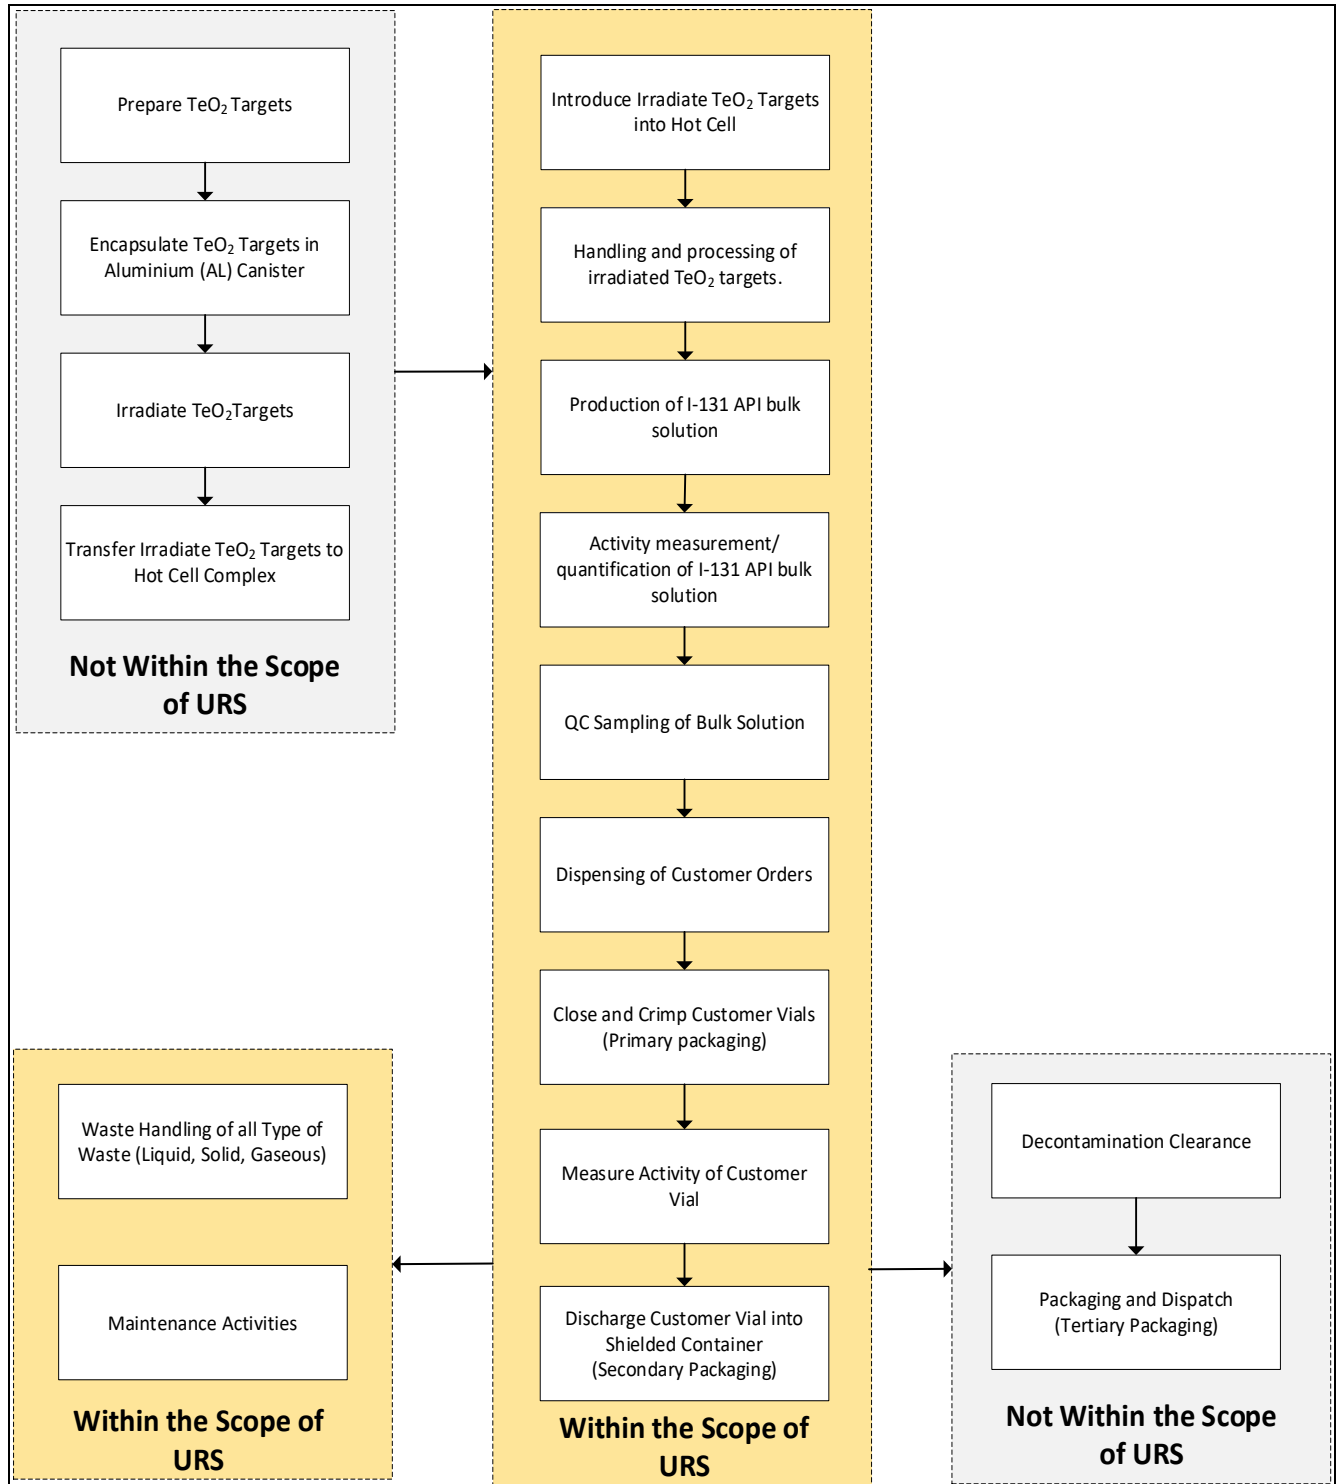 Prepare TeO₂ Targets
Encapsulate TeO₂ Targets in
Aluminium (AL) Canister
Irradiate TeO₂Targets
Transfer Irradiate TeO₂ Targets to
Hot Cell Complex
Not Within the Scope
of URS
Introduce Irradiate TeO₂ Targets
into Hot Cell
Handling and processing of
irradiated TeO₂ targets.
Production of I-131 API bulk
solution
Activity measurement/
quantification of I-131 API bulk
solution
QC Sampling of Bulk Solution
Dispensing of Customer Orders
Close and Crimp Customer Vials
(Primary packaging)
Measure Activity of Customer
Vial
Discharge Customer Vial into
Shielded Container
(Secondary Packaging)
Within the Scope of
URS
Waste Handling of all Type of
Waste (Liquid, Solid, Gaseous)
Maintenance Activities
Within the Scope of
URS
Decontamination Clearance
Packaging and Dispatch
(Tertiary Packaging)
Not Within the Scope
of URS